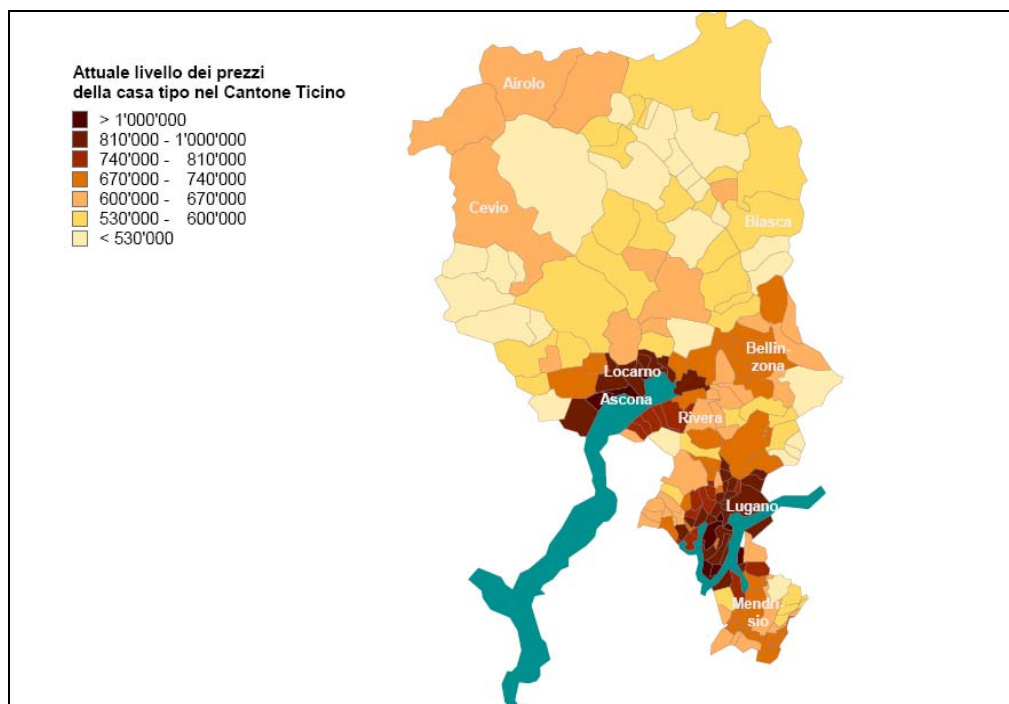 Attuale livello dei prezzi
della casa tipo nel Cantone Ticino
> 1'000'000
810'000 - 1'000'000
740'000 - 810'000
670'000 - 740'000
600'000 - 670'000
530'000 - 600'000
< 530'000
Airolo
Cevio
Biasca
Bellin-
zona
Locarno
Ascona
Rivera
Lugano
Mendri-
sio